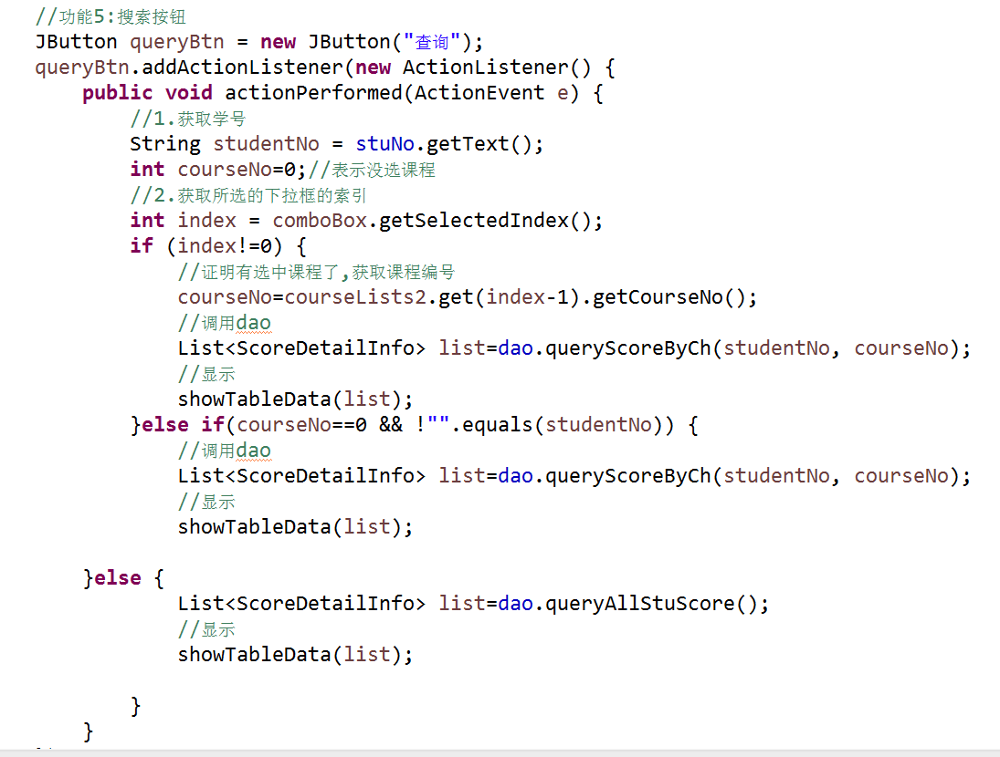 //功能5:搜索按钮
JButton queryBtn = new JButton("查询");
queryBtn.addActionListener(new ActionListener() {
public void actionPerformed(ActionEvent e) {
//1.获取学号
String studentNo = stuNo.getText();
int courseNo=0;//表示没选课程
//2.获取所选的下拉框的索引
int index = comboBox.getSelectedIndex();
if (index!=0) {
//证明有选中课程了,获取课程编号
courseNo=courseLists2.get(index-1).getCourseNo();
//调用dao
List<ScoreDetailInfo> list=dao.queryScoreByCh(studentNo, courseNo);
//显示
showTableData(list);
}else if(courseNo==0 && !"".equals(studentNo)) {
//调用dao
List<ScoreDetailInfo> list=dao.queryScoreByCh(studentNo, courseNo);
//显示
showTableData(list);
}else {
List<ScoreDetailInfo> list=dao.queryAllStuScore();
//显示
showTableData(list);
}
}